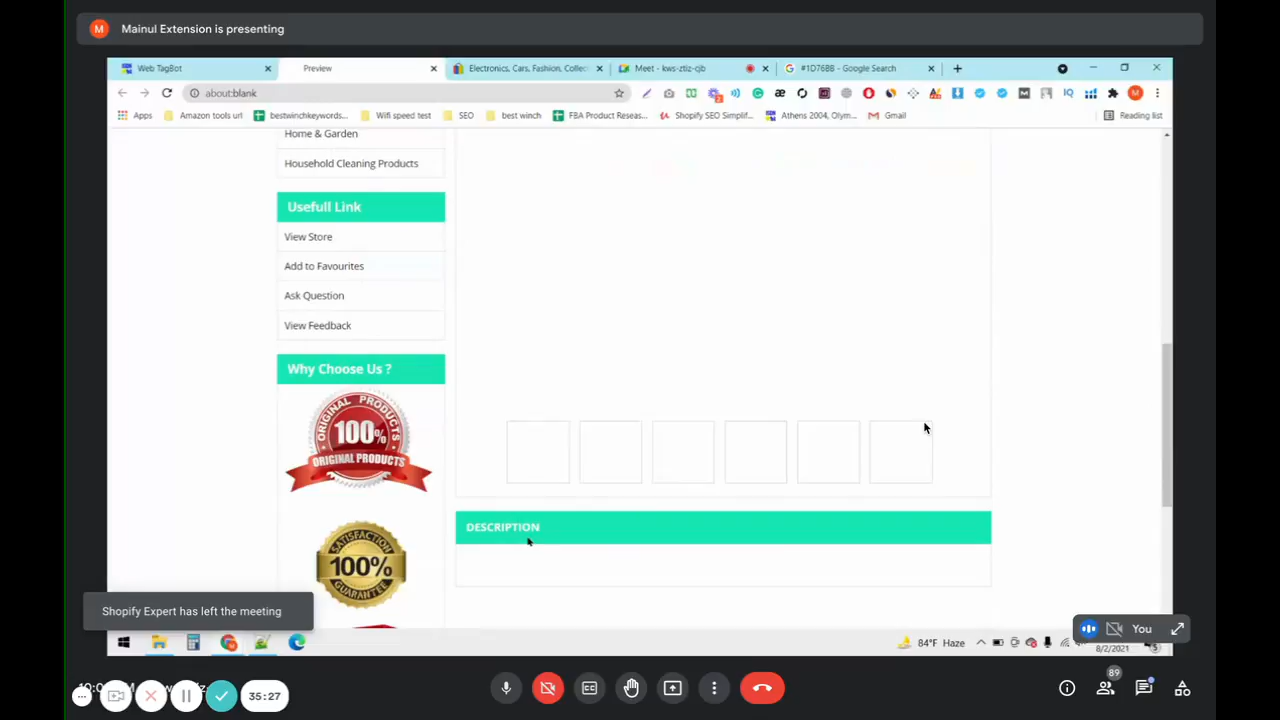 M Mainul Extension is presenting
Web TagBot
Preview
Electronics, Cars, Fashion, Collec
Meet - kws-ztiz-cjb
#1D76BB - Google Search
about:blank
Apps
Amazon tools url
bestwinchkeywords...
Wifi speed test
SEO
best winch
FBA Product Reseas...
Shopify SEO Simplif...
Athens 2004, Olym...
Gmail
Reading list
Home & Garden
Household Cleaning Products
Usefull Link
View Store
Add to Favourites
Ask Question
View Feedback
Why Choose Us ?
ORIGINAL PRODUCTS
100%
ORIGINAL PRODUCTS
DESCRIPTION
SATISFACTION
100%
GUARANTEE
Shopify Expert has left the meeting
You
84°F Haze
8/2/2021
35:27
89